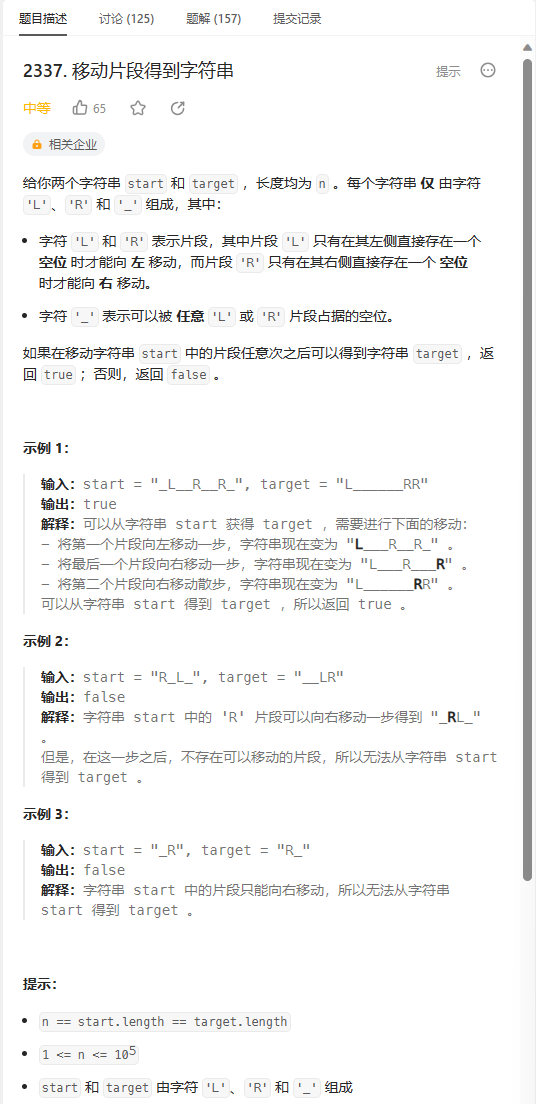 题目描述 讨论 (125) 题解 (157) 提交记录
2337. 移动片段得到字符串 提示
中等 65
相关企业
给你两个字符串 start 和 target ，长度均为 n 。每个字符串 仅 由字符
'L'、'R' 和 '_' 组成，其中：
• 字符 'L' 和 'R' 表示片段，其中片段 'L' 只有在其左侧直接存在一个
空位 时才能向 左 移动，而片段 'R' 只有在其右侧直接存在一个 空位
时才能向 右 移动。
• 字符 '_' 表示可以被 任意 'L' 或 'R' 片段占据的空位。
如果在移动字符串 start 中的片段任意次之后可以得到字符串 target ，返
回 true ；否则，返回 false 。
示例 1：
输入：start = "_L__R__R_", target = "L______RR"
输出：true
解释：可以从字符串 start 获得 target ，需要进行下面的移动：
- 将第一个片段向左移动一步，字符串现在变为 "L___R__R_" 。
- 将最后一个片段向右移动一步，字符串现在变为 "L___R___R" 。
- 将第二个片段向右移动散步，字符串现在变为 "L______RR" 。
可以从字符串 start 得到 target ，所以返回 true 。
示例 2：
输入：start = "R_L_", target = "__LR"
输出：false
解释：字符串 start 中的 'R' 片段可以向右移动一步得到 "_RL_"
。
但是，在这一步之后，不存在可以移动的片段，所以无法从字符串 start
得到 target 。
示例 3：
输入：start = "_R", target = "R_"
输出：false
解释：字符串 start 中的片段只能向右移动，所以无法从字符串
start 得到 target 。
提示：
• n == start.length == target.length
• 1 <= n <= 10⁵
• start 和 target 由字符 'L'、'R' 和 '_' 组成